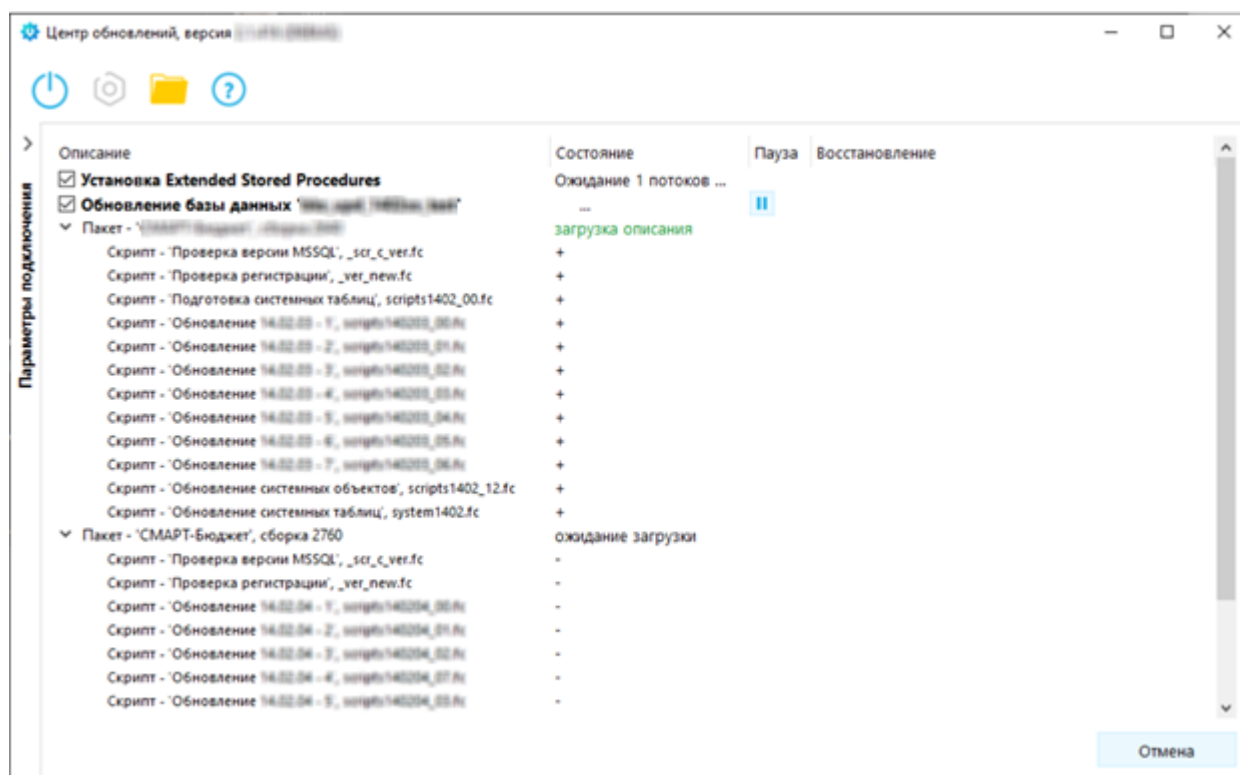 Центр обновлений, версия
Параметры подключения
Описание Состояние Пауза Восстановление
Установка Extended Stored Procedures Ожидание 1 потоков ...
Обновление базы данных ' ...
Пакет - ' загрузка описания
Скрипт - 'Проверка версии MSSQL', _scr_c_ver.fc +
Скрипт - 'Проверка регистрации', _ver_new.fc +
Скрипт - 'Подготовка системных таблиц', scripts1402_00.fc +
Скрипт - 'Обновление +
Скрипт - 'Обновление +
Скрипт - 'Обновление +
Скрипт - 'Обновление +
Скрипт - 'Обновление +
Скрипт - 'Обновление +
Скрипт - 'Обновление +
Скрипт - 'Обновление системных объектов', scripts1402_12.fc +
Скрипт - 'Обновление системных таблиц', system1402.fc +
Пакет - 'СМАРТ-Бюджет', сборка 2760 ожидание загрузки
Скрипт - 'Проверка версии MSSQL', _scr_c_ver.fc -
Скрипт - 'Проверка регистрации', _ver_new.fc -
Скрипт - 'Обновление -
Скрипт - 'Обновление -
Скрипт - 'Обновление -
Скрипт - 'Обновление -
Скрипт - 'Обновление -
Отмена